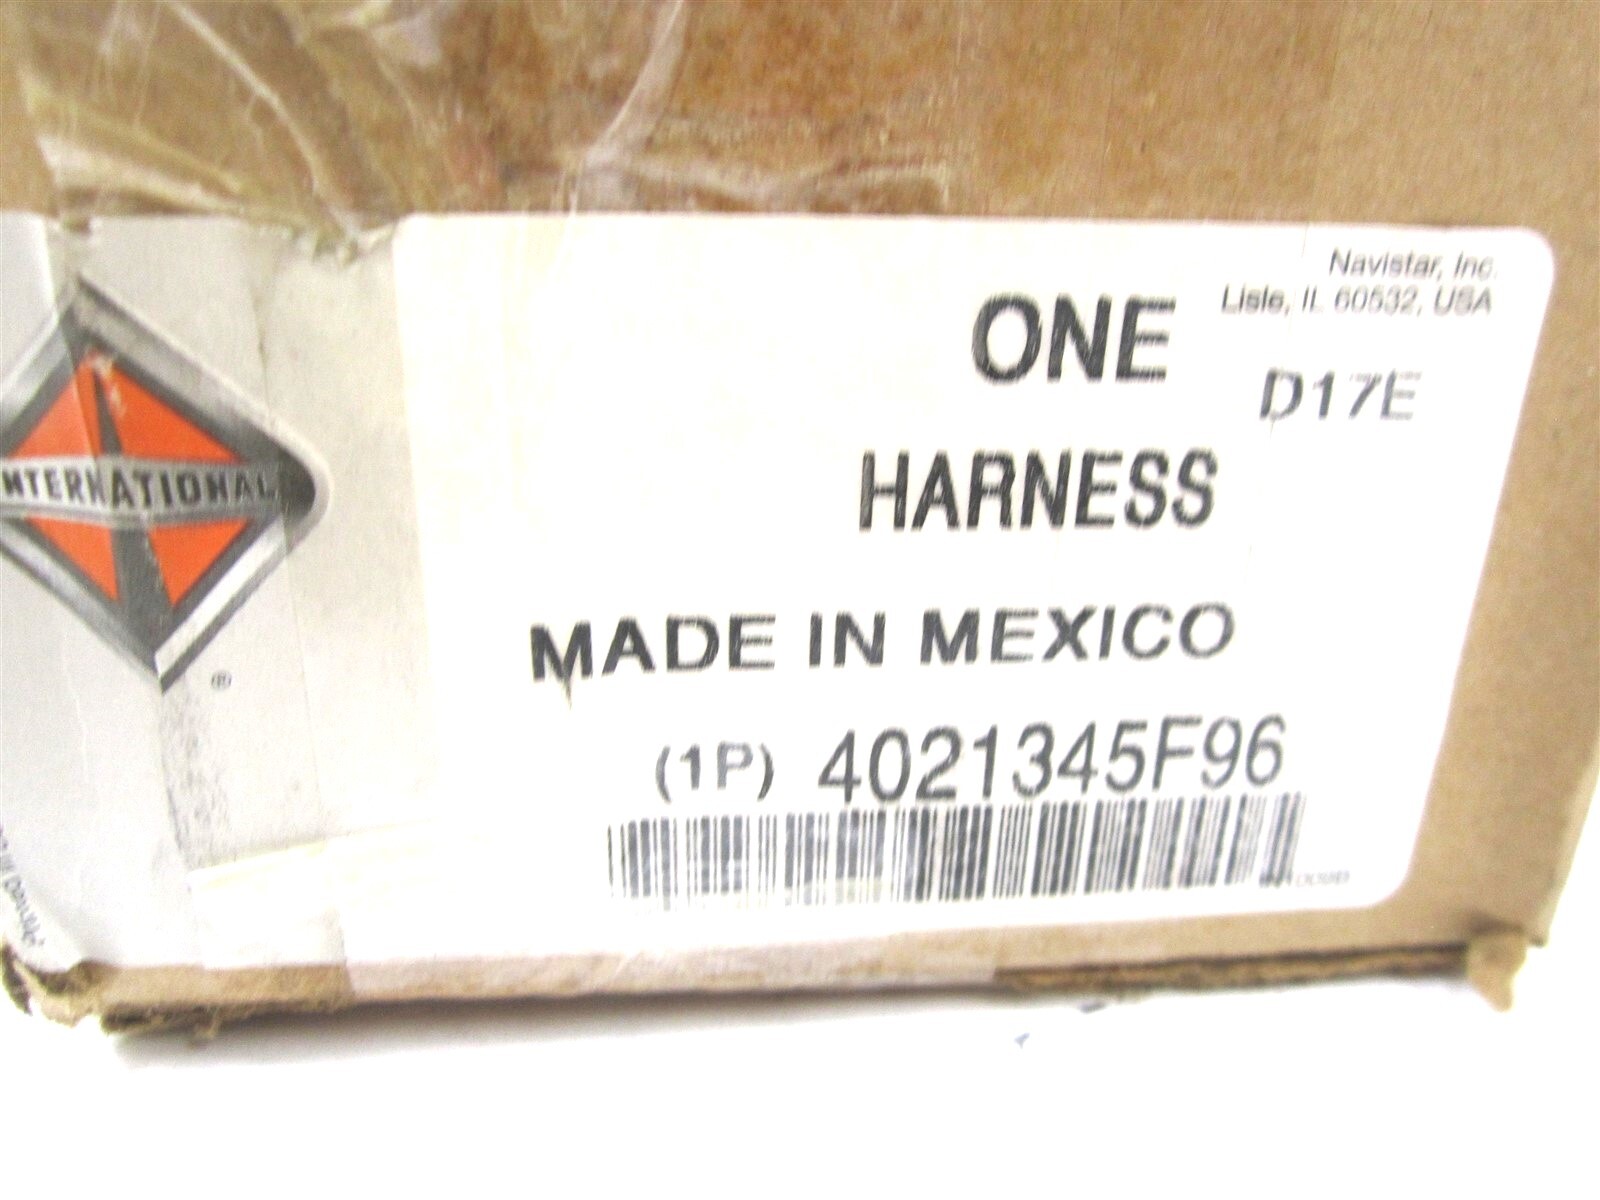 Navistar, Inc.
Lisle, IL 60532, USA
ONE
D17E
HARNESS
MADE IN MEXICO
(1P) 4021345F96
INTERNATIONAL
®